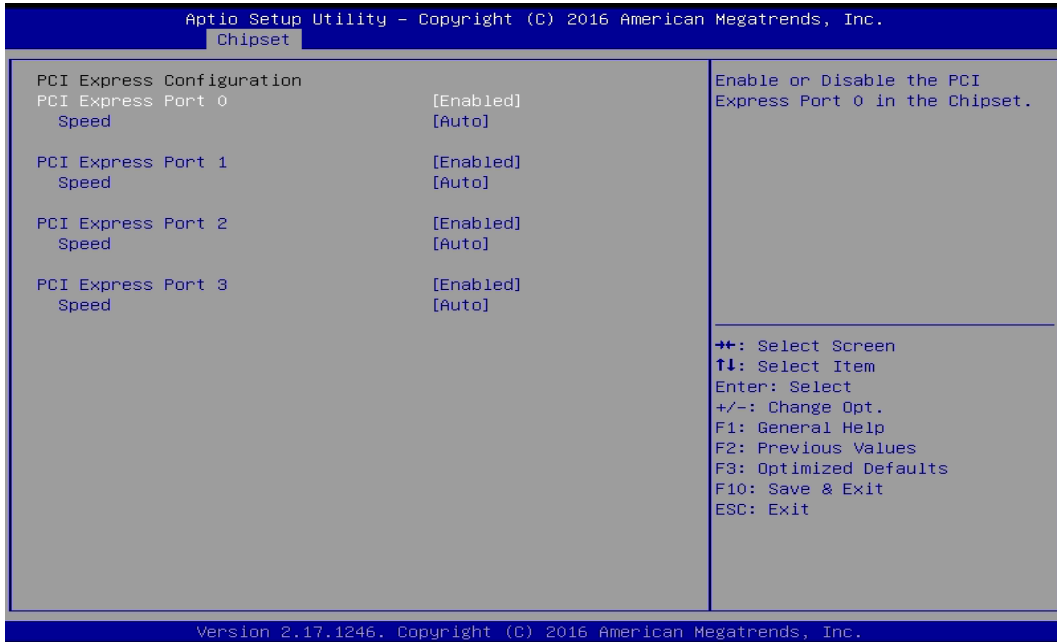 Aptio Setup Utility – Copyright (C) 2016 American Megatrends, Inc.
Chipset
PCI Express Configuration
PCI Express Port 0 [Enabled]
Speed [Auto]
PCI Express Port 1 [Enabled]
Speed [Auto]
PCI Express Port 2 [Enabled]
Speed [Auto]
PCI Express Port 3 [Enabled]
Speed [Auto]
Enable or Disable the PCI
Express Port 0 in the Chipset.
→←: Select Screen
↑↓: Select Item
Enter: Select
+/-: Change Opt.
F1: General Help
F2: Previous Values
F3: Optimized Defaults
F10: Save & Exit
ESC: Exit
Version 2.17.1246. Copyright (C) 2016 American Megatrends, Inc.